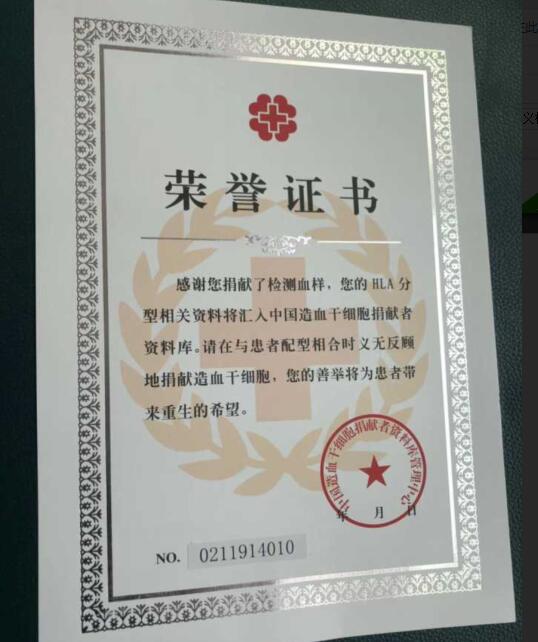 荣誉证书
感谢您捐献了检测血样，您的 HLA 分
型相关资料将汇入中国造血干细胞捐献者
资料库。请在与患者配型相合时义无反顾
地捐献造血干细胞，您的善举将为患者带
来重生的希望。
中国造血干细胞捐献者资料库管理中心
年 月 日
NO. 0211914010